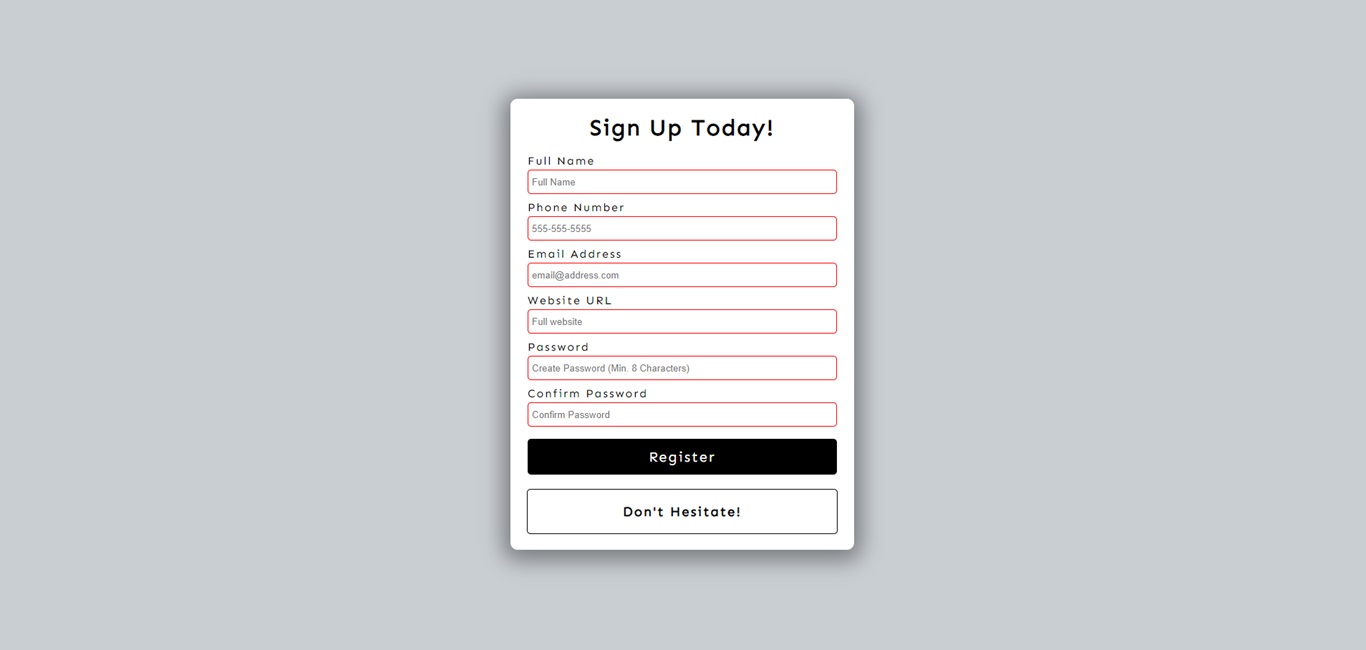 Sign Up Today!
Full Name
Full Name
Phone Number
555-555-5555
Email Address
email@address.com
Website URL
Full website
Password
Create Password (Min. 8 Characters)
Confirm Password
Confirm Password
Register
Don't Hesitate!